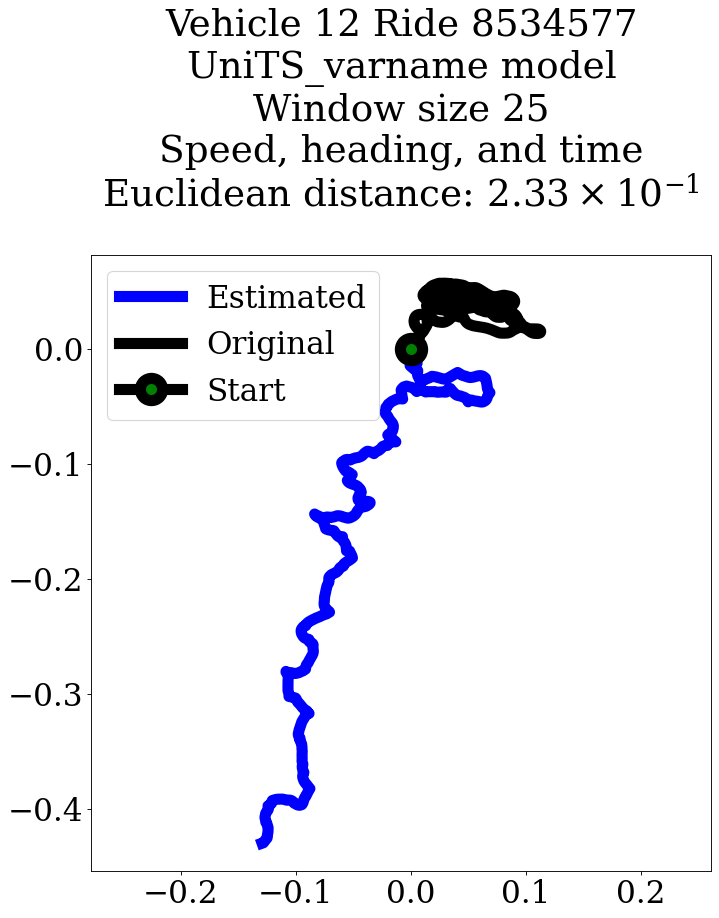 Vehicle 12 Ride 8534577
UniTS_varname model
Window size 25
Speed, heading, and time
Euclidean distance: 2.33 × 10⁻¹
Estimated
Original
Start
0.0
−0.1
−0.2
−0.3
−0.4
−0.2 −0.1 0.0 0.1 0.2